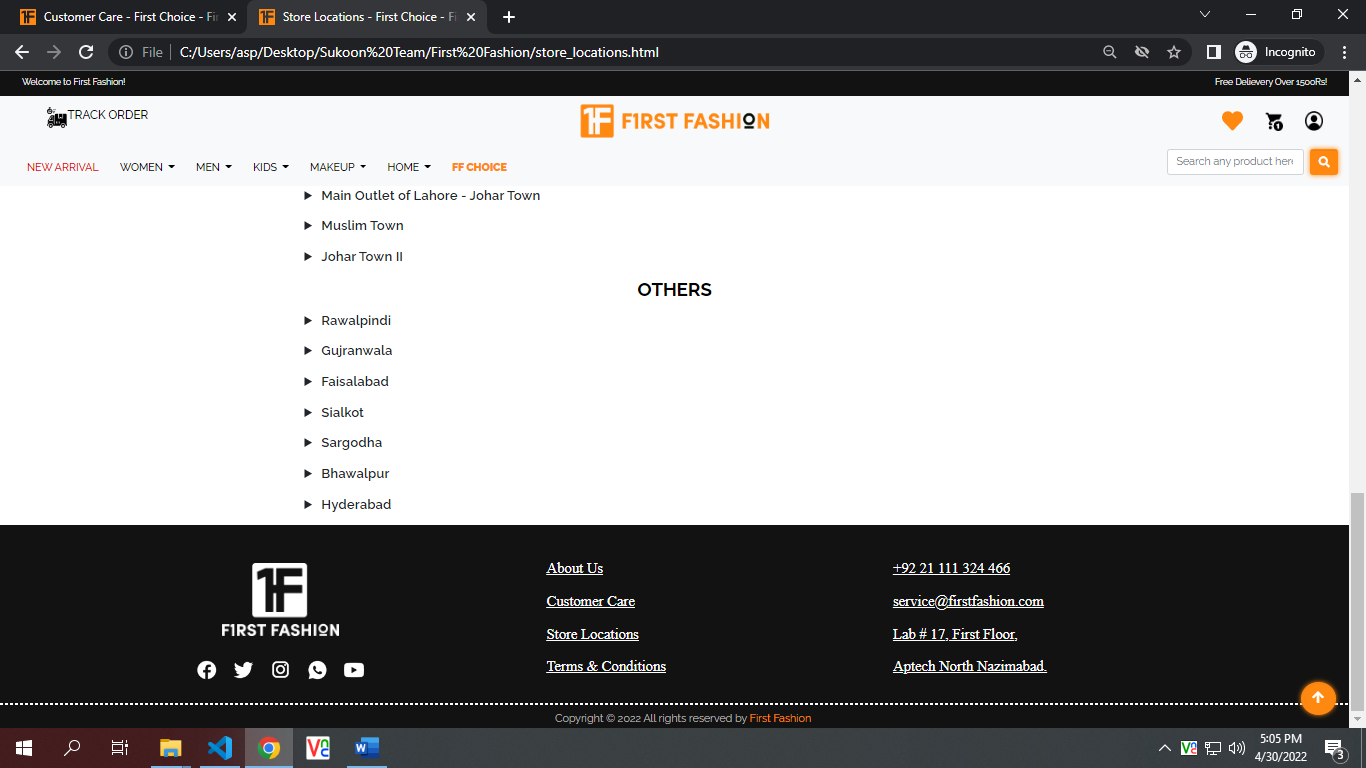 Customer Care - First Choice - Fir
Store Locations - First Choice - Fi
File
C:/Users/asp/Desktop/Sukoon%20Team/First%20Fashion/store_locations.html
Incognito
Welcome to First Fashion!
Free Delievery Over 1500Rs!
TRACK ORDER
1F F1RST FASHION
NEW ARRIVAL WOMEN MEN KIDS MAKEUP HOME FF CHOICE
Search any product here
Main Outlet of Lahore - Johar Town
Muslim Town
Johar Town II
OTHERS
Rawalpindi
Gujranwala
Faisalabad
Sialkot
Sargodha
Bhawalpur
Hyderabad
1F
F1RST FASHION
About Us
Customer Care
Store Locations
Terms & Conditions
+92 21 111 324 466
service@firstfashion.com
Lab # 17, First Floor,
Aptech North Nazimabad.
Copyright © 2022 All rights reserved by First Fashion
5:05 PM
4/30/2022
3